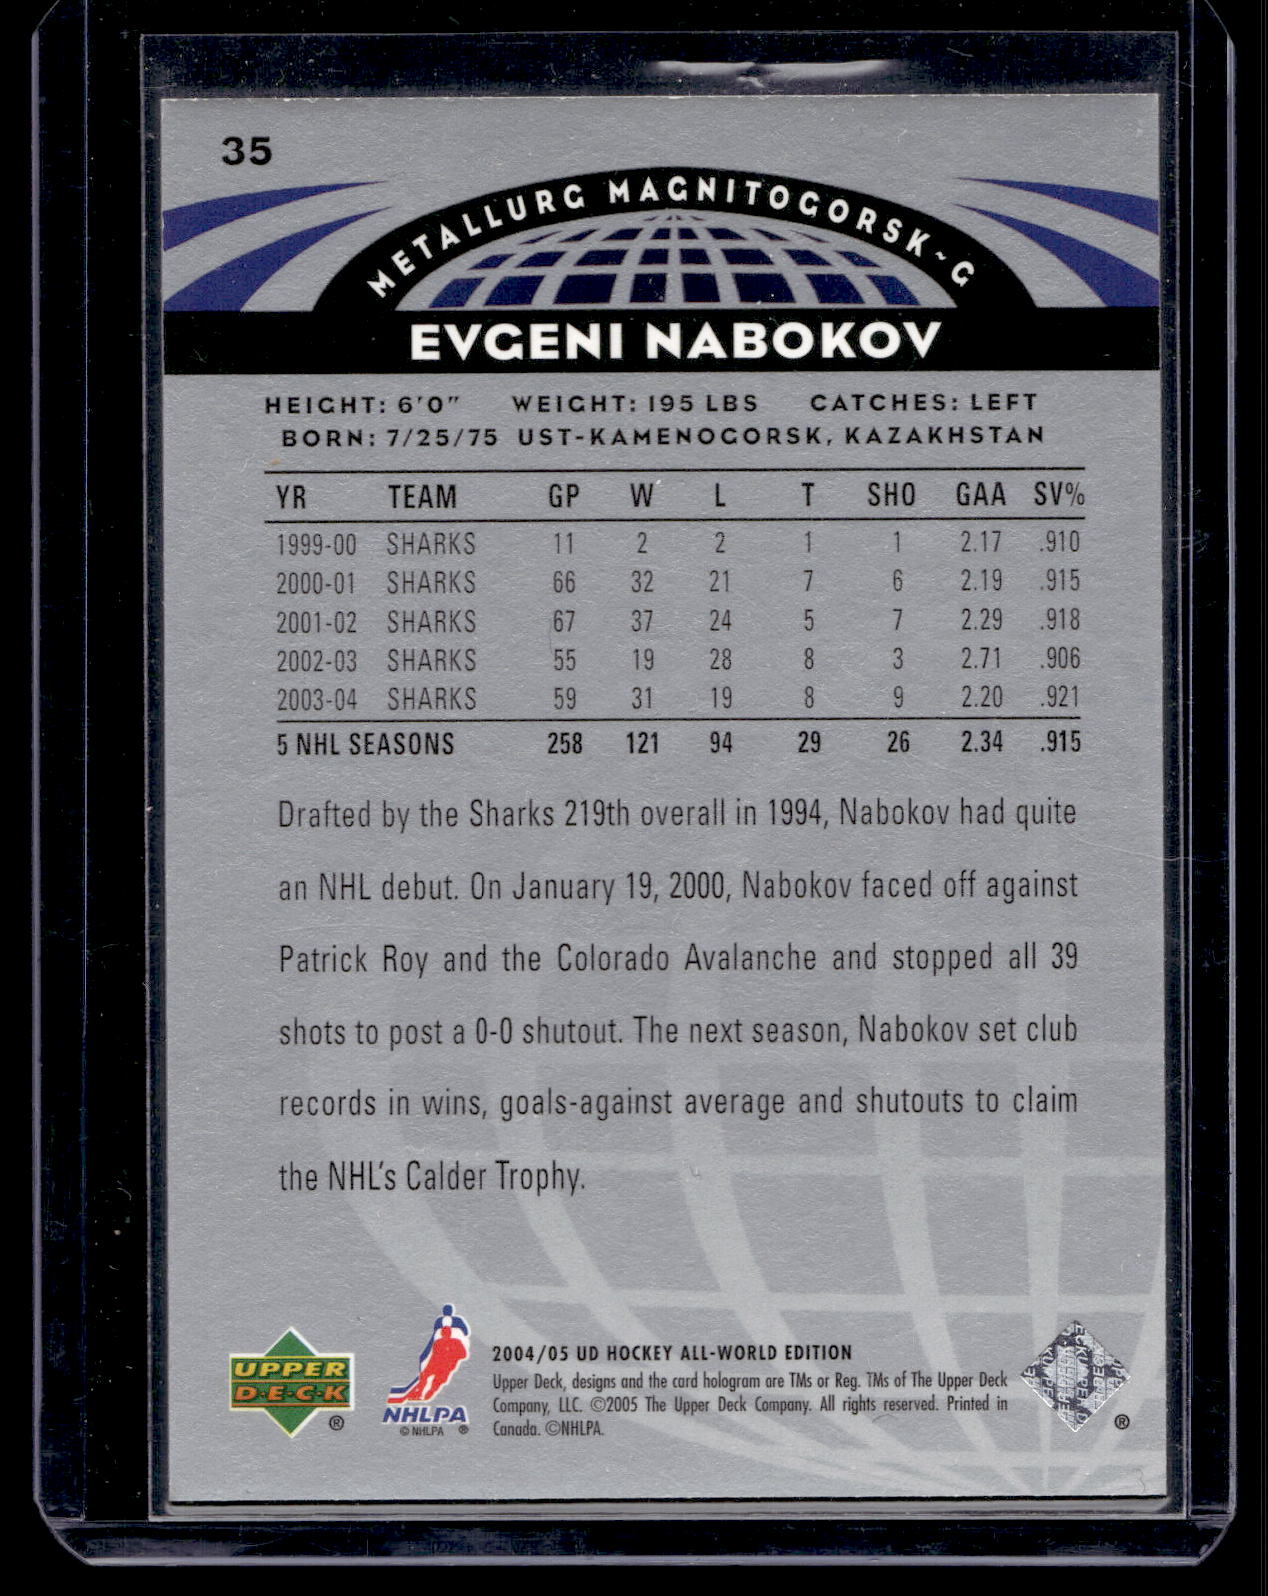 35
METALLURG MAGNITOGORSK ~ G
EVGENI NABOKOV
HEIGHT: 6'0" WEIGHT: 195 LBS CATCHES: LEFT
BORN: 7/25/75 UST-KAMENOGORSK, KAZAKHSTAN
YR TEAM GP W L T SHO GAA SV%
1999-00 SHARKS 11 2 2 1 1 2.17 .910
2000-01 SHARKS 66 32 21 7 6 2.19 .915
2001-02 SHARKS 67 37 24 5 7 2.29 .918
2002-03 SHARKS 55 19 28 8 3 2.71 .906
2003-04 SHARKS 59 31 19 8 9 2.20 .921
5 NHL SEASONS 258 121 94 29 26 2.34 .915
Drafted by the Sharks 219th overall in 1994, Nabokov had quite
an NHL debut. On January 19, 2000, Nabokov faced off against
Patrick Roy and the Colorado Avalanche and stopped all 39
shots to post a 0-0 shutout. The next season, Nabokov set club
records in wins, goals-against average and shutouts to claim
the NHL's Calder Trophy.
UPPER
D·E·C·K
®
NHLPA
© NHLPA ®
2004/05 UD HOCKEY ALL-WORLD EDITION
Upper Deck, designs and the card hologram are TMs or Reg. TMs of The Upper Deck
Company, LLC. ©2005 The Upper Deck Company. All rights reserved. Printed in
Canada. ©NHLPA.
®